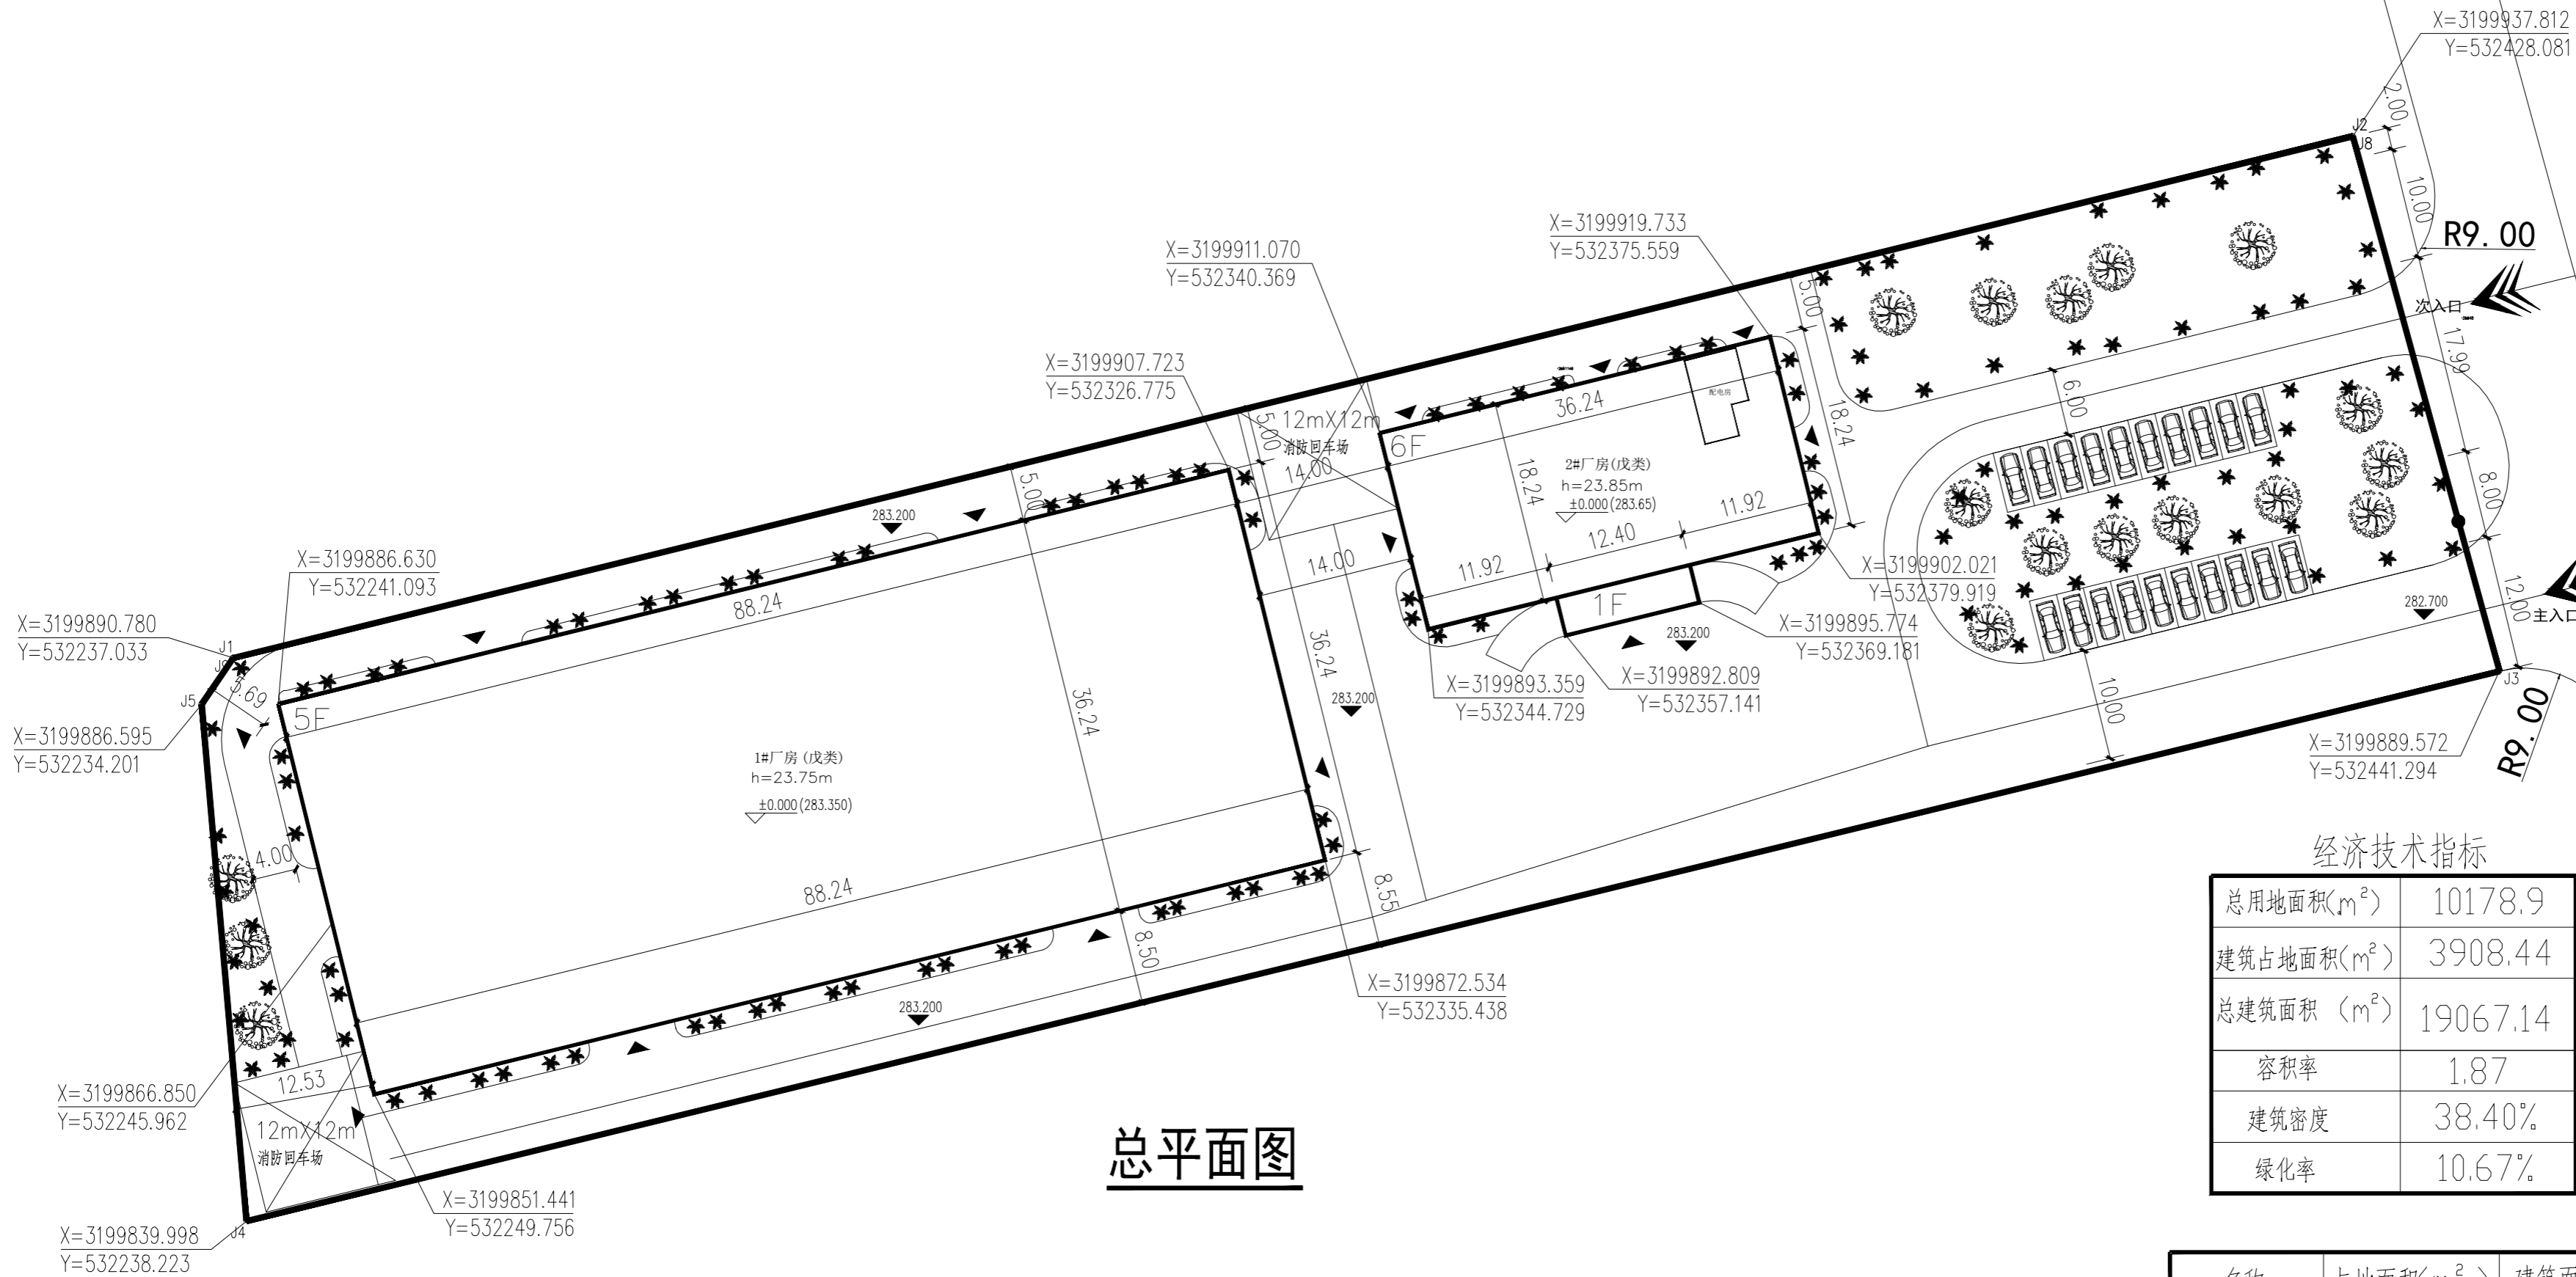 X=3199937.812
Y=532428.081
J2
J8
2.00
10.00
R9.00
次入口
17.99
X=3199919.733
Y=532375.559
X=3199911.070
Y=532340.369
5.00
6.00
18.24
X=3199907.723
Y=532326.775
5.00
12mX12m
消防回车场
14.00
6F
36.24
配电房
2#厂房(戊类)
h=23.85m
±0.000(283.65)
18.24
11.92
12.40
11.92
8.00
5.00
283.200
14.00
X=3199886.630
Y=532241.093
88.24
1F
283.200
X=3199902.021
Y=532379.919
X=3199895.774
Y=532369.181
282.700
12.00
主入口
X=3199890.780
Y=532237.033
J1
5.69
J5
5F
X=3199886.595
Y=532234.201
36.24
36.24
283.200
X=3199893.359
Y=532344.729
X=3199892.809
Y=532357.141
10.00
J3
R9.00
X=3199889.572
Y=532441.294
1#厂房(戊类)
h=23.75m
±0.000(283.350)
4.00
88.24
8.55
8.50
283.200
X=3199872.534
Y=532335.438
X=3199866.850
Y=532245.962
12.53
12mX12m
消防回车场
X=3199851.441
Y=532249.756
J4
X=3199839.998
Y=532238.223
总平面图
经济技术指标
总用地面积(m²) 10178.9
建筑占地面积(m²) 3908.44
总建筑面积 (m²) 19067.14
容积率 1.87
建筑密度 38.40%
绿化率 10.67%